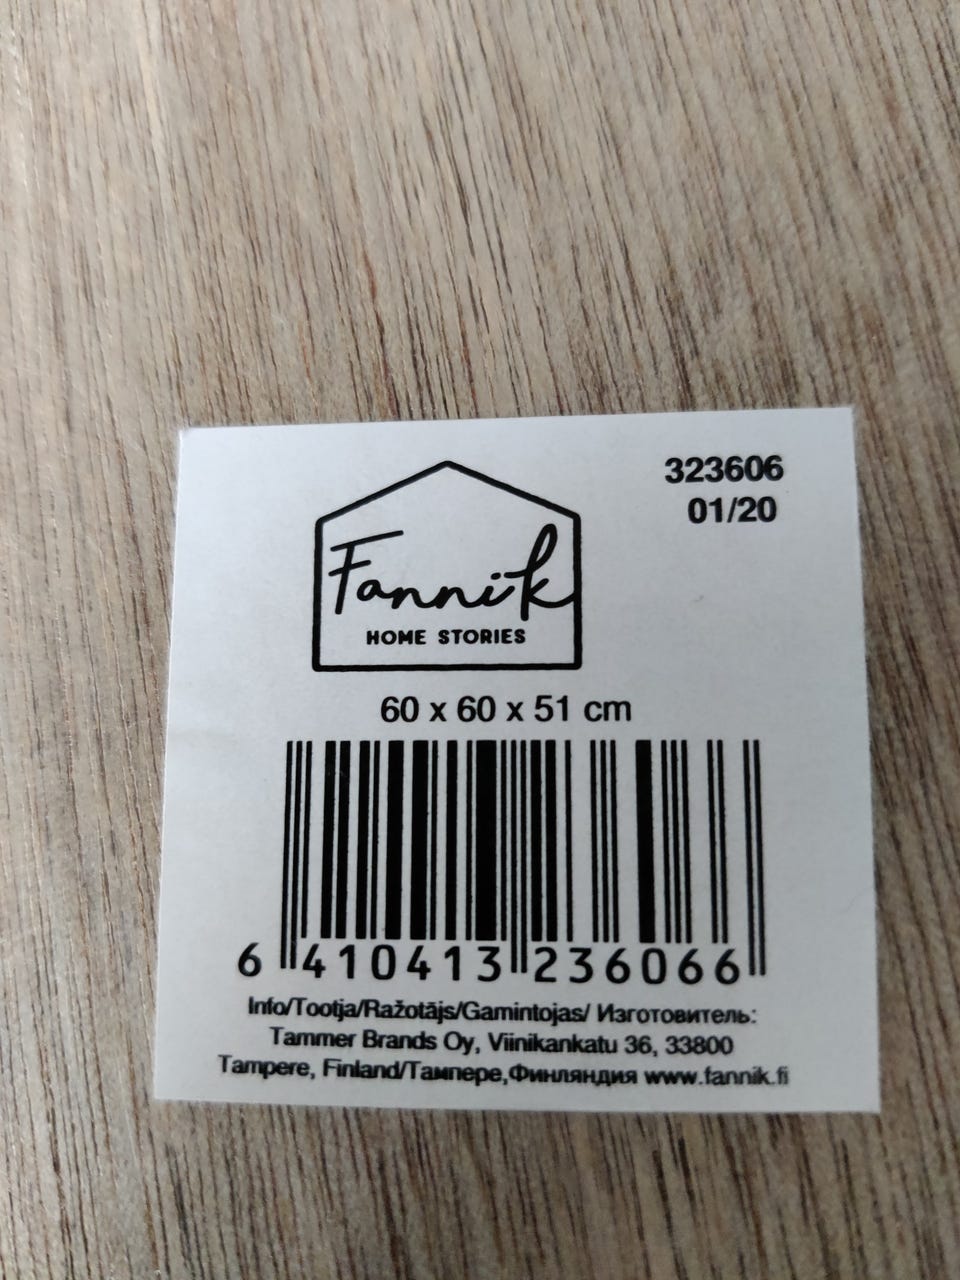 323606
01/20
Fannik
HOME STORIES
60 x 60 x 51 cm
6 410413 236066
Info/Tootja/Ražotājs/Gamintojas/ Изготовитель:
Tammer Brands Oy, Viinikankatu 36, 33800
Tampere, Finland/Тампере,Финляндия www.fannik.fi